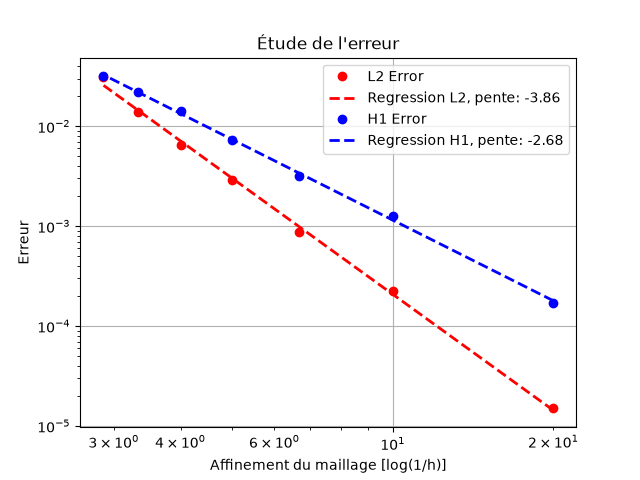 Étude de l'erreur
L2 Error
Regression L2, pente: -3.86
H1 Error
Regression H1, pente: -2.68
Erreur
10⁻²
10⁻³
10⁻⁴
10⁻⁵
3 × 10⁰
4 × 10⁰
6 × 10⁰
10¹
2 × 10¹
Affinement du maillage [log(1/h)]